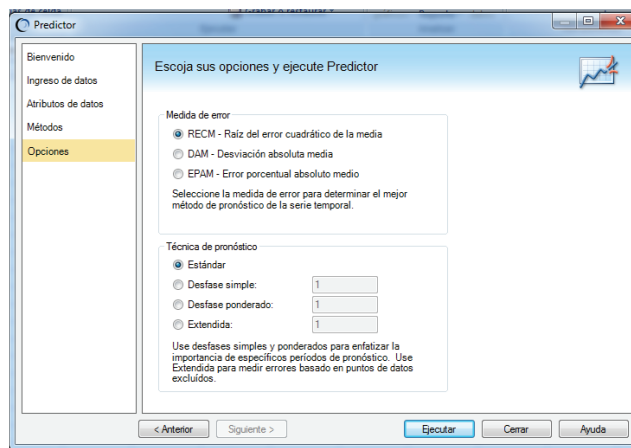 Predictor
Bienvenido
Ingreso de datos
Atributos de datos
Métodos
Opciones
Escoja sus opciones y ejecute Predictor
Medida de error
RECM - Raíz del error cuadrático de la media
DAM - Desviación absoluta media
EPAM - Error porcentual absoluto medio
Seleccione la medida de error para determinar el mejor
método de pronóstico de la serie temporal.
Técnica de pronóstico
Estándar
Desfase simple: 1
Desfase ponderado: 1
Extendida: 1
Use desfases simples y ponderados para enfatizar la
importancia de específicos períodos de pronóstico. Use
Extendida para medir errores basado en puntos de datos
excluídos.
< Anterior Siguiente > Ejecutar Cerrar Ayuda